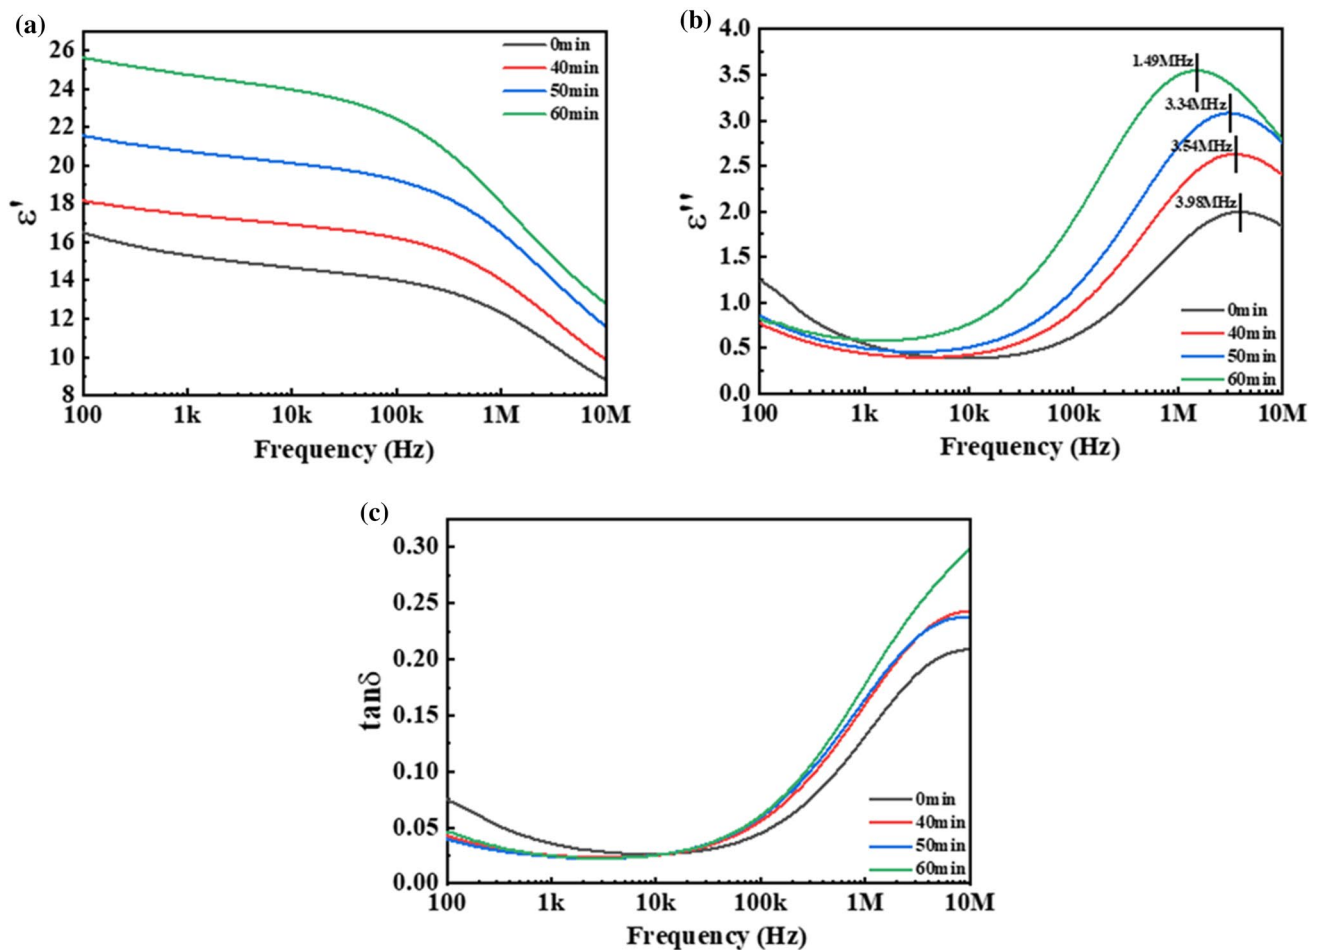 (a)
ε'
26
24
22
20
18
16
14
12
10
8
0min
40min
50min
60min
100 1k 10k 100k 1M 10M
Frequency (Hz)
(b)
ε''
4.0
3.5
3.0
2.5
2.0
1.5
1.0
0.5
0.0
1.49MHz
3.34MHz
3.54MHz
3.98MHz
0min
40min
50min
60min
100 1k 10k 100k 1M 10M
Frequency (Hz)
(c)
tanδ
0.30
0.25
0.20
0.15
0.10
0.05
0.00
0min
40min
50min
60min
100 1k 10k 100k 1M 10M
Frequency (Hz)